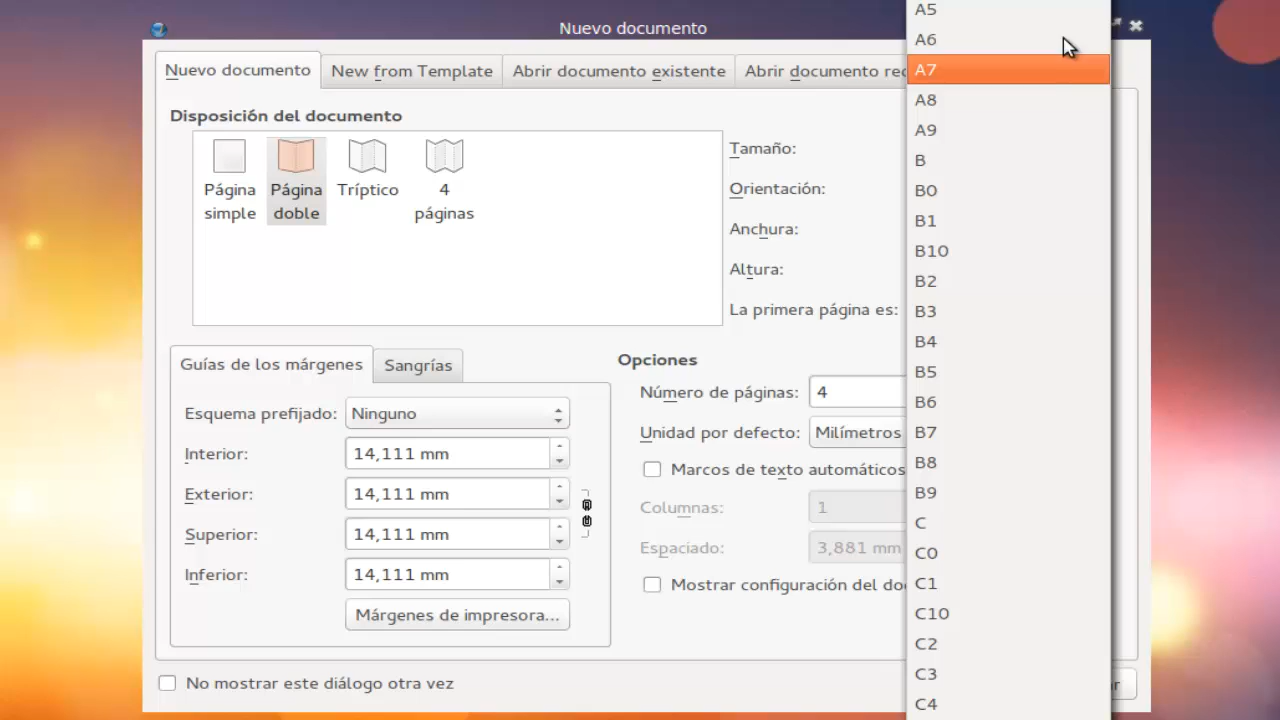 Nuevo documento
Nuevo documento
New from Template
Abrir documento existente
Abrir documento rec
Disposición del documento
Página simple
Página doble
Tríptico
4 páginas
Tamaño:
Orientación:
Anchura:
Altura:
La primera página es:
Guías de los márgenes
Sangrías
Esquema prefijado: Ninguno
Interior: 14,111 mm
Exterior: 14,111 mm
Superior: 14,111 mm
Inferior: 14,111 mm
Márgenes de impresora...
Opciones
Número de páginas: 4
Unidad por defecto: Milímetros
Marcos de texto automáticos
Columnas: 1
Espaciado: 3,881 mm
Mostrar configuración del do
No mostrar este diálogo otra vez
A5
A6
A7
A8
A9
B
B0
B1
B10
B2
B3
B4
B5
B6
B7
B8
B9
C
C0
C1
C10
C2
C3
C4